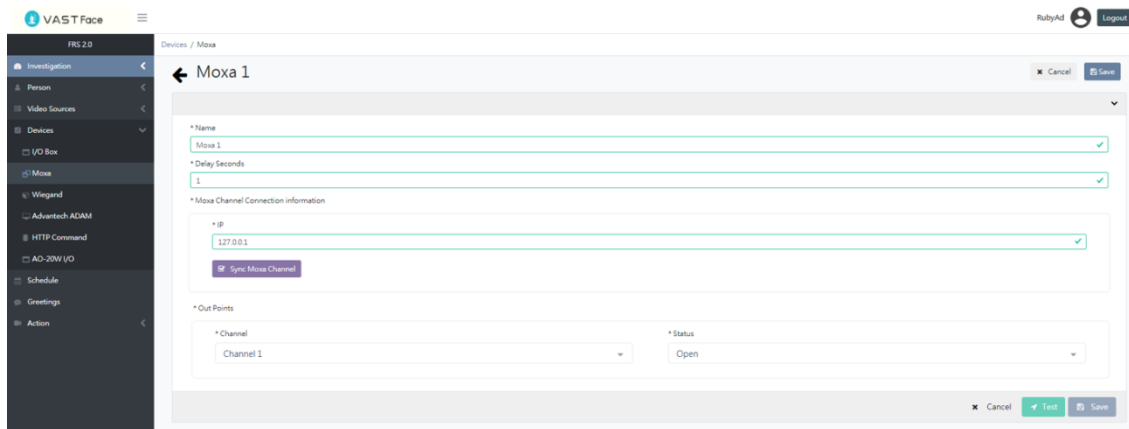 VAST Face
RubyAd
Logout
FRS 2.0
Devices / Moxa
Investigation
Person
Video Sources
Devices
I/O Box
Moxa
Wiegand
Advantech ADAM
HTTP Command
AO-20W I/O
Schedule
Greetings
Action
Moxa 1
Cancel
Save
* Name
Moxa 1
* Delay Seconds
1
* Moxa Channel Connection information
* IP
127.0.0.1
Sync Moxa Channel
* Out Points
* Channel
* Status
Channel 1
Open
Cancel
Test
Save